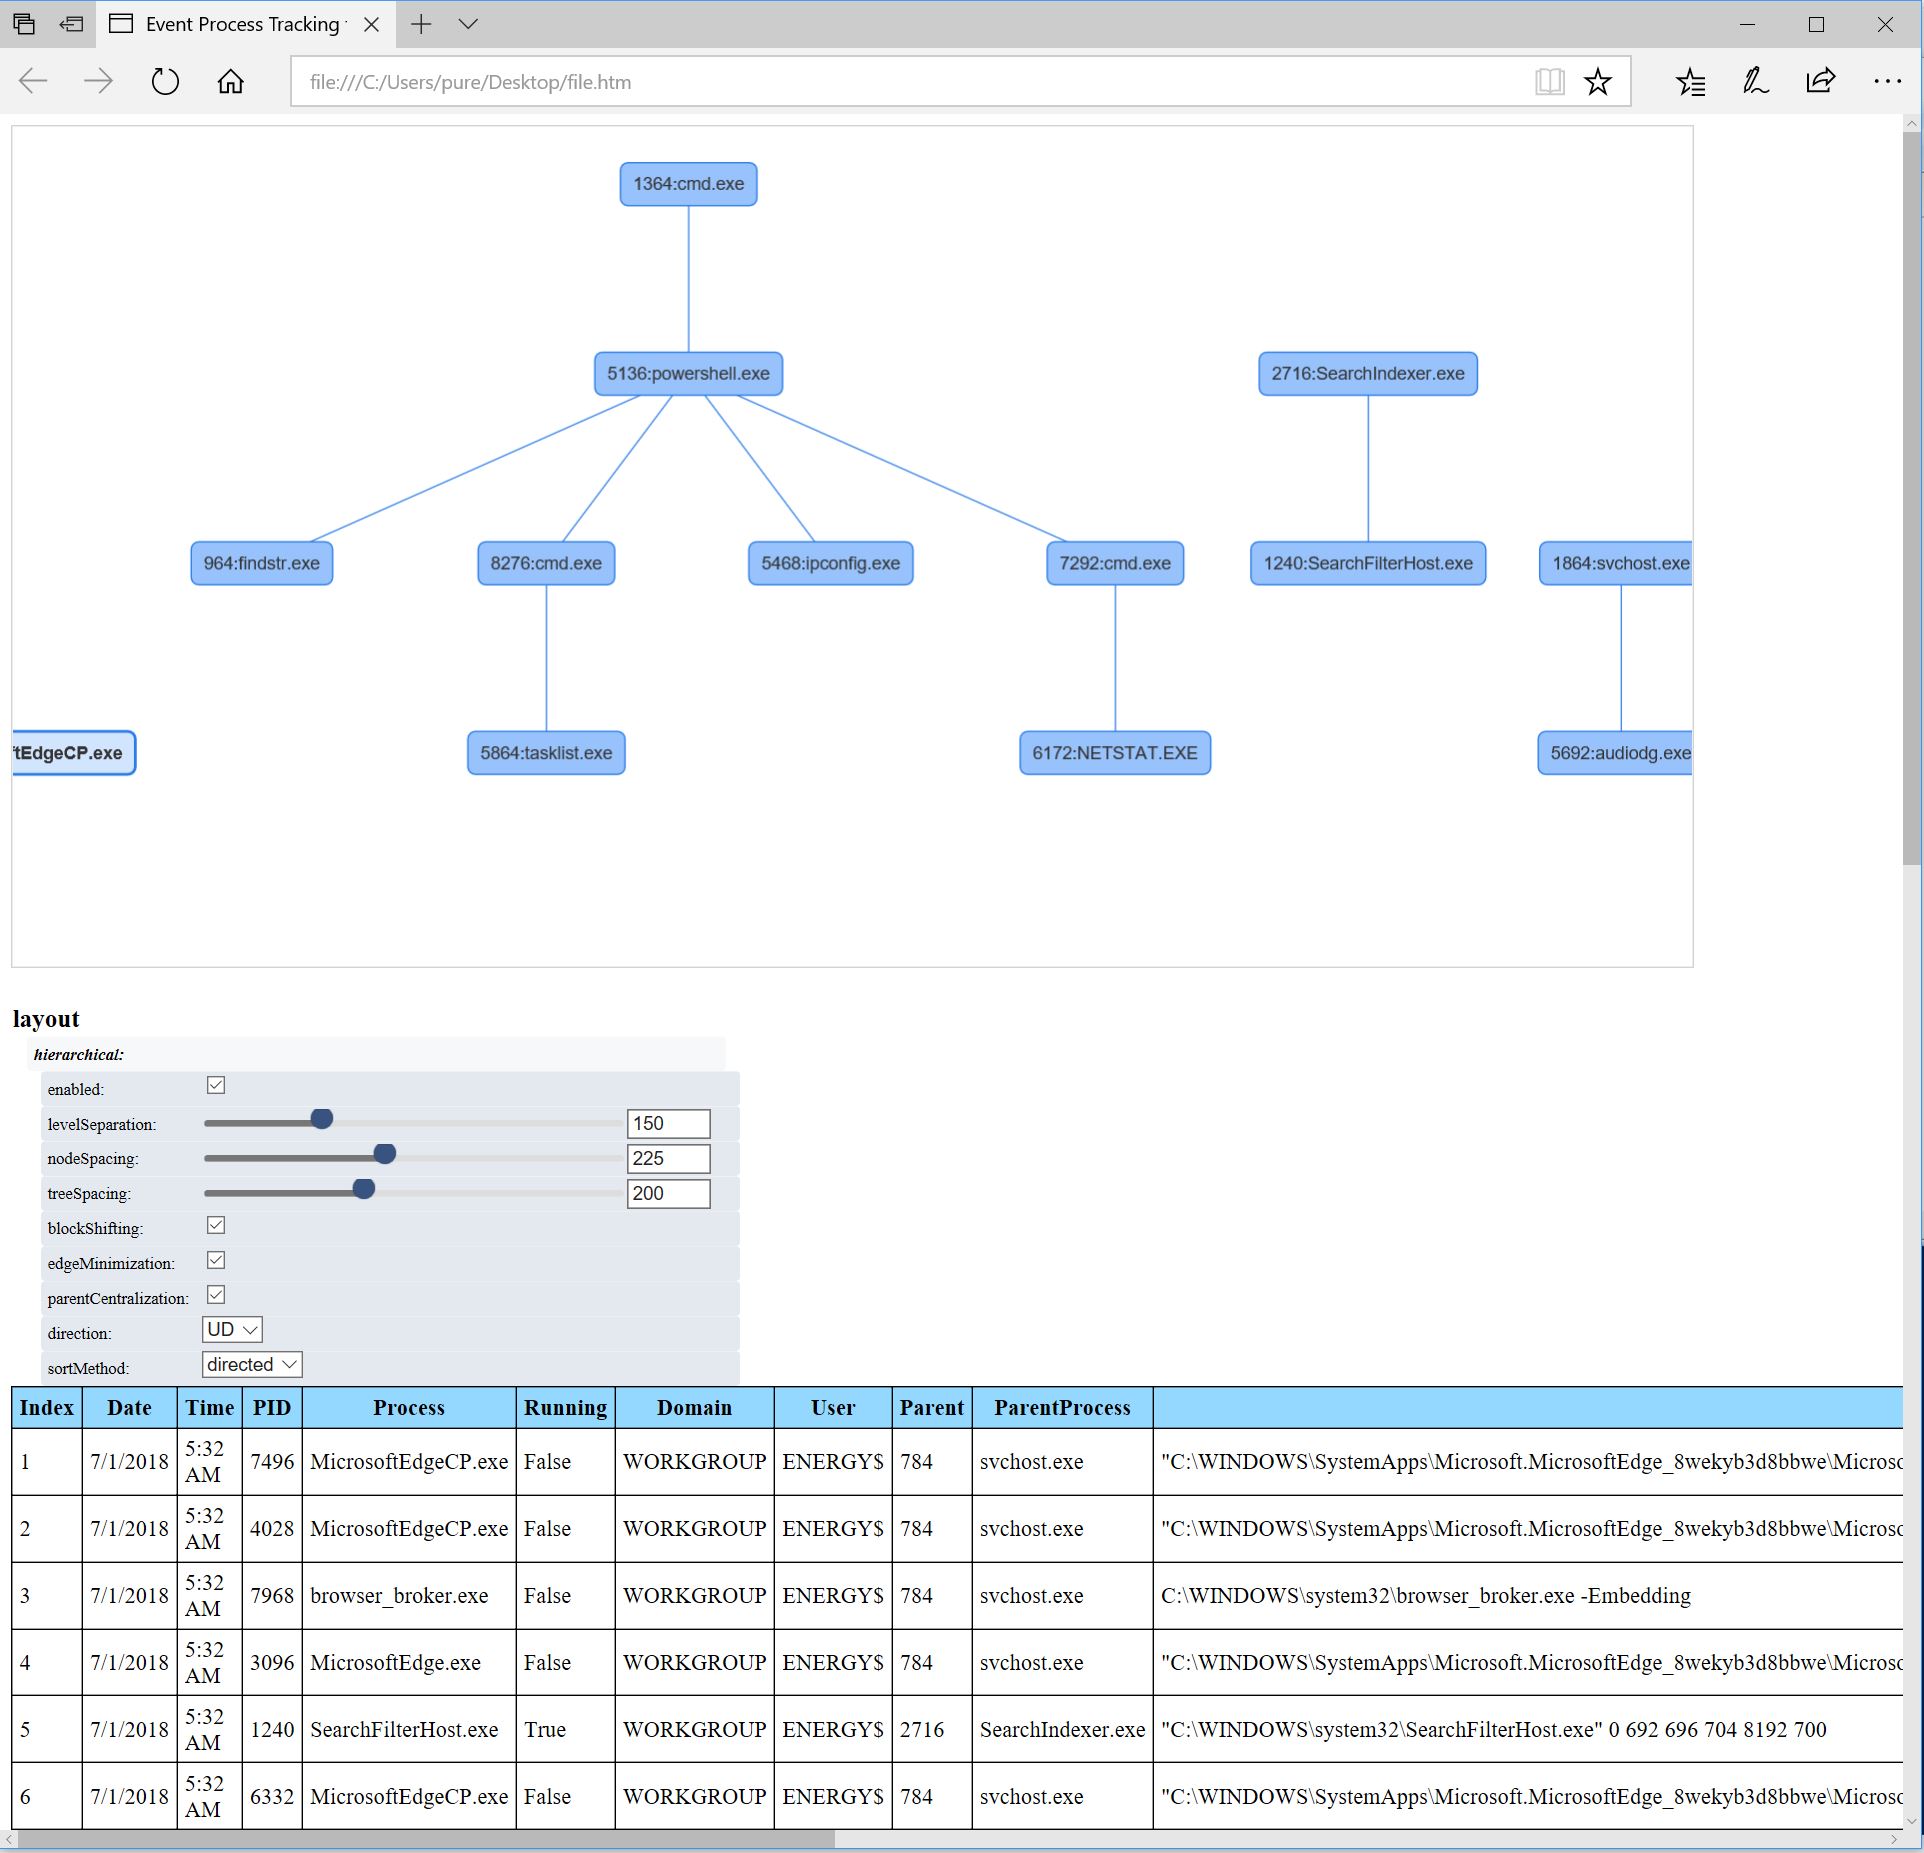 Event Process Tracking
file:///C:/Users/pure/Desktop/file.htm
1364:cmd.exe
5136:powershell.exe
2716:SearchIndexer.exe
964:findstr.exe
8276:cmd.exe
5468:ipconfig.exe
7292:cmd.exe
1240:SearchFilterHost.exe
1864:svchost.exe
tEdgeCP.exe
5864:tasklist.exe
6172:NETSTAT.EXE
5692:audiodg.exe
layout
hierarchical:
enabled:
levelSeparation: 150
nodeSpacing: 225
treeSpacing: 200
blockShifting:
edgeMinimization:
parentCentralization:
direction: UD
sortMethod: directed
Index Date Time PID Process Running Domain User Parent ParentProcess
1 7/1/2018 5:32 AM 7496 MicrosoftEdgeCP.exe False WORKGROUP ENERGY$ 784 svchost.exe "C:\WINDOWS\SystemApps\Microsoft.MicrosoftEdge_8wekyb3d8bbwe\Microso
2 7/1/2018 5:32 AM 4028 MicrosoftEdgeCP.exe False WORKGROUP ENERGY$ 784 svchost.exe "C:\WINDOWS\SystemApps\Microsoft.MicrosoftEdge_8wekyb3d8bbwe\Microso
3 7/1/2018 5:32 AM 7968 browser_broker.exe False WORKGROUP ENERGY$ 784 svchost.exe C:\WINDOWS\system32\browser_broker.exe -Embedding
4 7/1/2018 5:32 AM 3096 MicrosoftEdge.exe False WORKGROUP ENERGY$ 784 svchost.exe "C:\WINDOWS\SystemApps\Microsoft.MicrosoftEdge_8wekyb3d8bbwe\Microso
5 7/1/2018 5:32 AM 1240 SearchFilterHost.exe True WORKGROUP ENERGY$ 2716 SearchIndexer.exe "C:\WINDOWS\system32\SearchFilterHost.exe" 0 692 696 704 8192 700
6 7/1/2018 5:32 AM 6332 MicrosoftEdgeCP.exe False WORKGROUP ENERGY$ 784 svchost.exe "C:\WINDOWS\SystemApps\Microsoft.MicrosoftEdge_8wekyb3d8bbwe\Microso